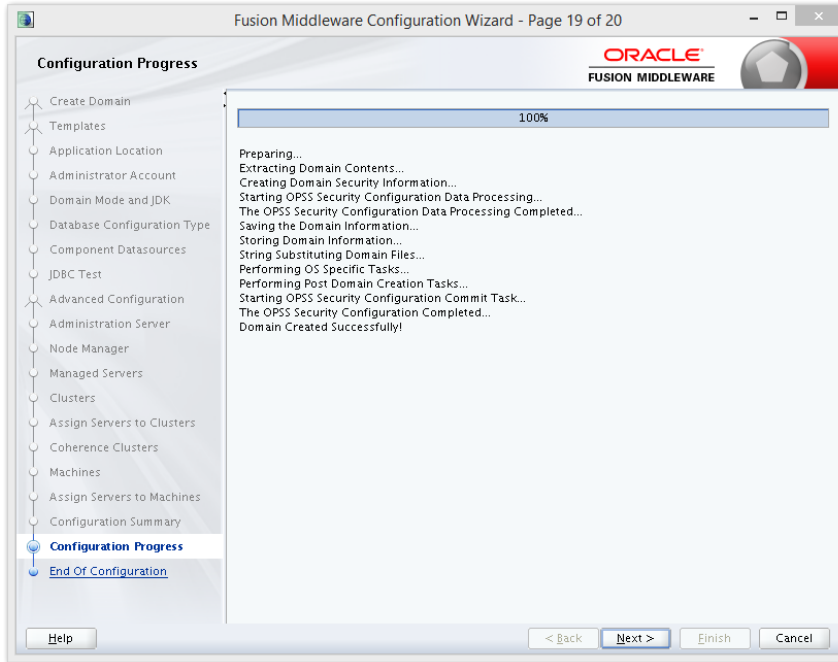 Fusion Middleware Configuration Wizard - Page 19 of 20
Configuration Progress
ORACLE
FUSION MIDDLEWARE
Create Domain
Templates
Application Location
Administrator Account
Domain Mode and JDK
Database Configuration Type
Component Datasources
JDBC Test
Advanced Configuration
Administration Server
Node Manager
Managed Servers
Clusters
Assign Servers to Clusters
Coherence Clusters
Machines
Assign Servers to Machines
Configuration Summary
Configuration Progress
End Of Configuration
100%
Preparing...
Extracting Domain Contents...
Creating Domain Security Information...
Starting OPSS Security Configuration Data Processing...
The OPSS Security Configuration Data Processing Completed...
Saving the Domain Information...
Storing Domain Information...
String Substituting Domain Files...
Performing OS Specific Tasks...
Performing Post Domain Creation Tasks...
Starting OPSS Security Configuration Commit Task...
The OPSS Security Configuration Completed...
Domain Created Successfully!
Help
< Back
Next >
Finish
Cancel